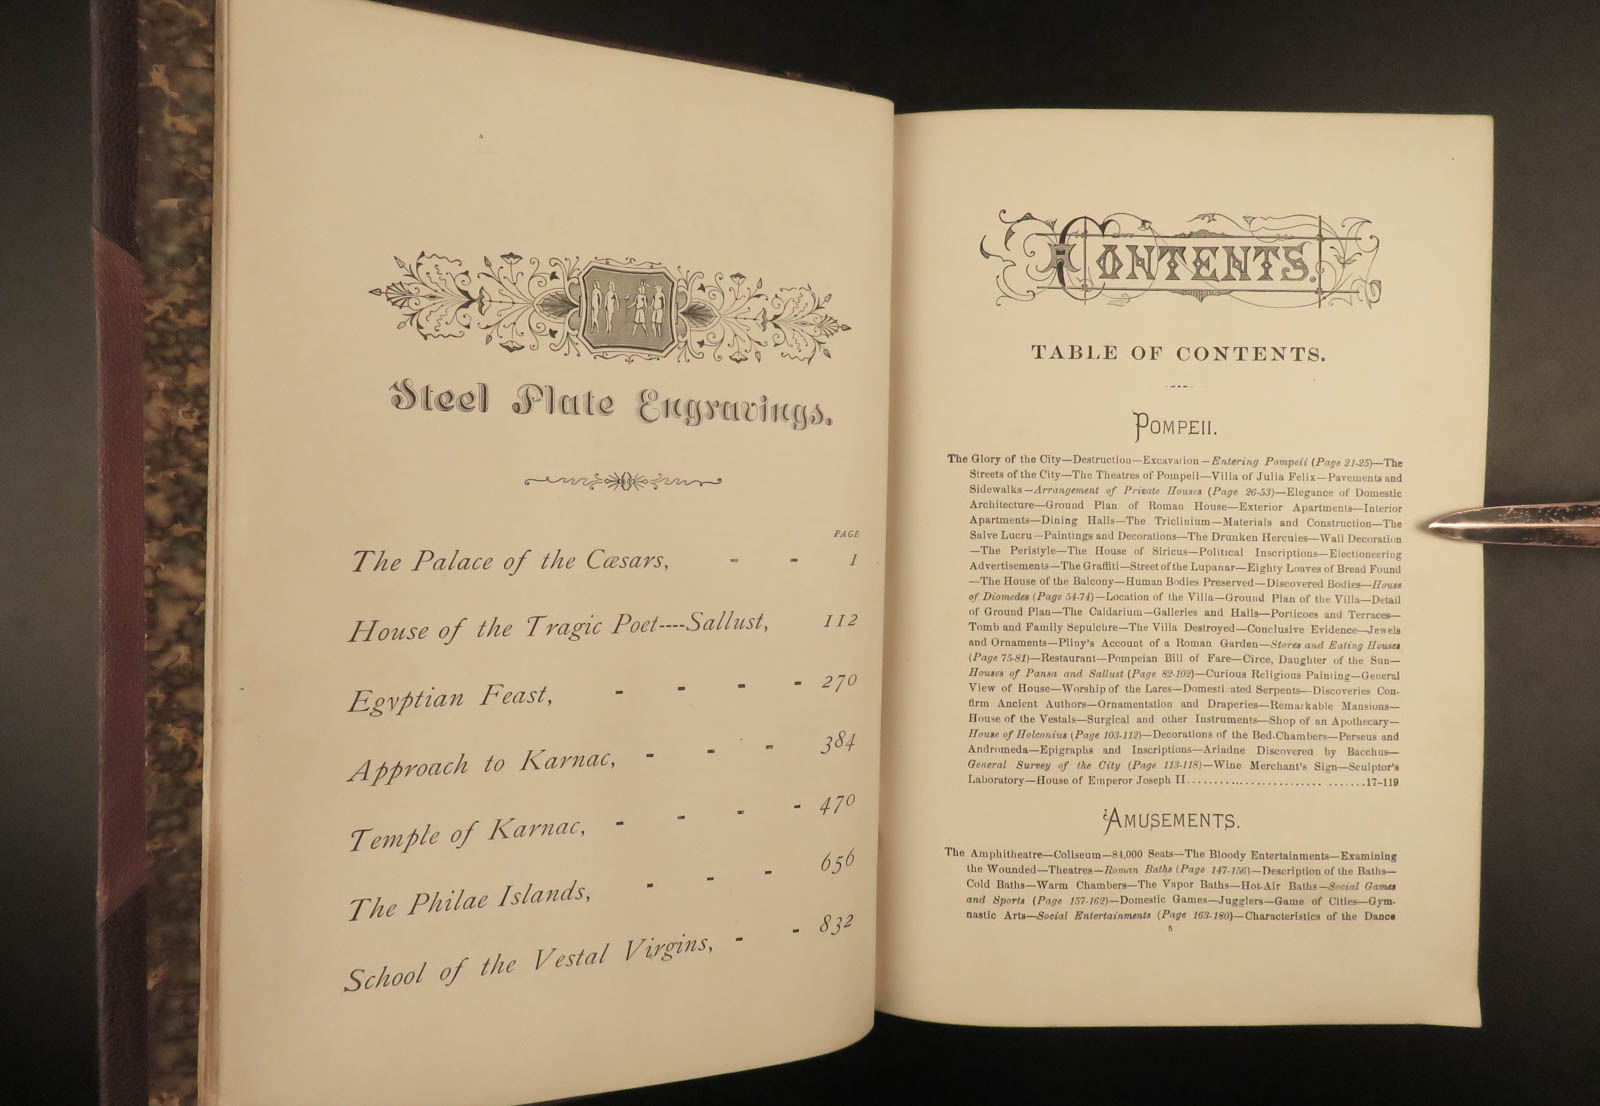 Steel Plate Engravings.
PAGE
The Palace of the Cæsars, - - 1
House of the Tragic Poet----Sallust, 112
Egyptian Feast, - - - - 270
Approach to Karnac, - - - 384
Temple of Karnac, - - - - 470
The Philae Islands, - - - 656
School of the Vestal Virgins, - - 832
CONTENTS.
TABLE OF CONTENTS.
POMPEII.
The Glory of the City—Destruction—Excavation—Entering Pompeii (Page 21-25)—The
Streets of the City—The Theatres of Pompeii—Villa of Julia Felix—Pavements and
Sidewalks—Arrangement of Private Houses (Page 26-53)—Elegance of Domestic
Architecture—Ground Plan of Roman House—Exterior Apartments—Interior
Apartments—Dining Halls—The Triclinium—Materials and Construction—The
Salve Lucru—Paintings and Decorations—The Drunken Hercules—Wall Decoration
—The Peristyle—The House of Siricus—Political Inscriptions—Electioneering
Advertisements—The Graffiti—Street of the Lupanar—Eighty Loaves of Bread Found
—The House of the Balcony—Human Bodies Preserved—Discovered Bodies—House
of Diomedes (Page 54-74)—Location of the Villa—Ground Plan of the Villa—Detail
of Ground Plan—The Caldarium—Galleries and Halls—Porticoes and Terraces—
Tomb and Family Sepulchre—The Villa Destroyed—Conclusive Evidence—Jewels
and Ornaments—Pliny's Account of a Roman Garden—Stores and Eating Houses
(Page 75-81)—Restaurant—Pompeian Bill of Fare—Circe, Daughter of the Sun—
Houses of Pansa and Sallust (Page 82-102)—Curious Religious Painting—General
View of House—Worship of the Lares—Domesticated Serpents—Discoveries Con-
firm Ancient Authors—Ornamentation and Draperies—Remarkable Mansions—
House of the Vestals—Surgical and other Instruments—Shop of an Apothecary—
House of Holconius (Page 103-112)—Decorations of the Bed-Chambers—Perseus and
Andromeda—Epigraphs and Inscriptions—Ariadne Discovered by Bacchus—
General Survey of the City (Page 113-118)—Wine Merchant's Sign—Sculptor's
Laboratory—House of Emperor Joseph II..............................17-119
AMUSEMENTS.
The Amphitheatre—Coliseum—84,000 Seats—The Bloody Entertainments—Examining
the Wounded—Theatres—Roman Baths (Page 147-156)—Description of the Baths—
Cold Baths—Warm Chambers—The Vapor Baths—Hot-Air Baths—Social Games
and Sports (Page 157-162)—Domestic Games—Jugglers—Game of Cities—Gym-
nastic Arts—Social Entertainments (Page 163-180)—Characteristics of the Dance
5